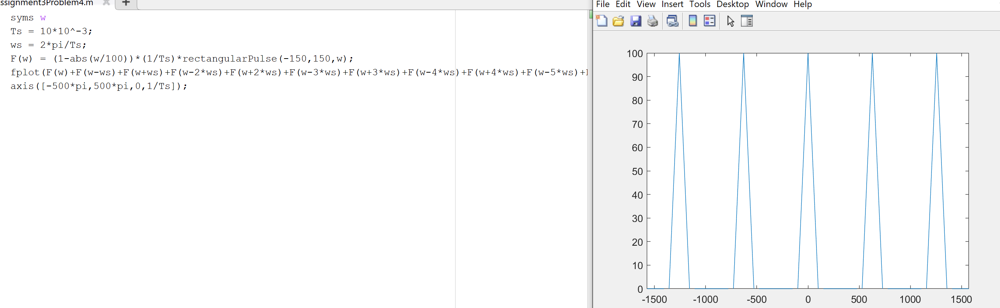 ssignment3Problem4.m
syms w
Ts = 10*10^-3;
ws = 2*pi/Ts;
F(w) = (1-abs(w/100))*(1/Ts)*rectangularPulse(-150,150,w);
fplot(F(w)+F(w-ws)+F(w+ws)+F(w-2*ws)+F(w+2*ws)+F(w-3*ws)+F(w+3*ws)+F(w-4*ws)+F(w+4*ws)+F(w-5*ws)+
axis([-500*pi,500*pi,0,1/Ts]);
File Edit View Insert Tools Desktop Window Help
100
90
80
70
60
50
40
30
20
10
0
-1500 -1000 -500 0 500 1000 1500